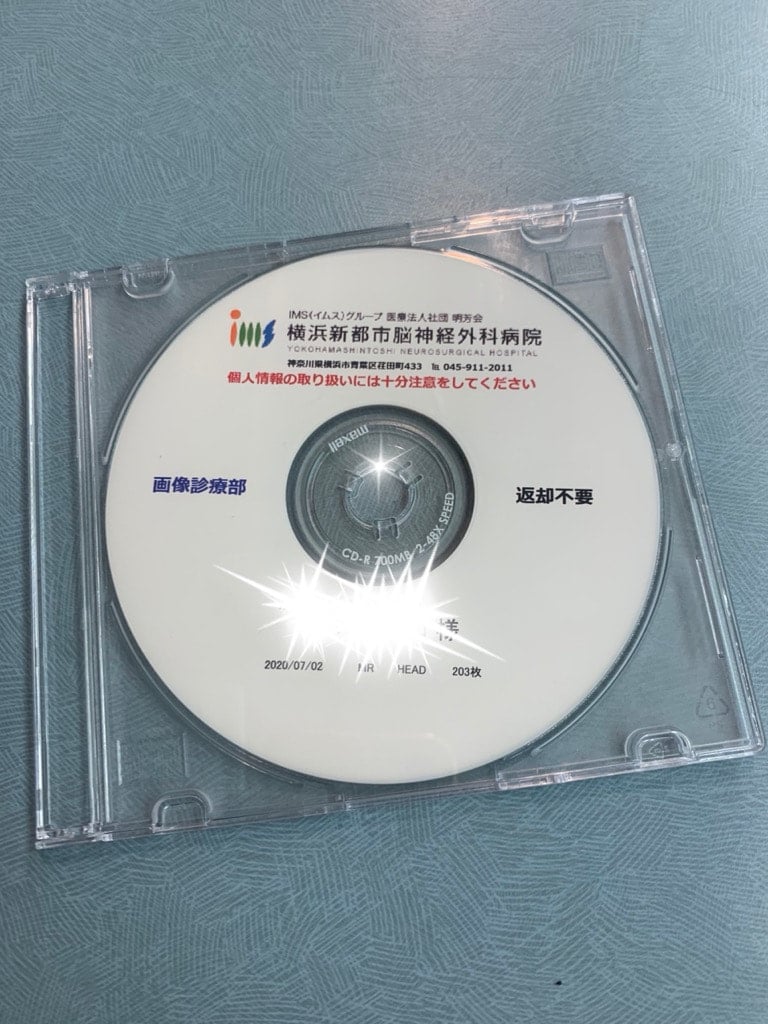 ims
IMS(イムス)グループ 医療法人社団 明芳会
横浜新都市脳神経外科病院
YOKOHAMASHINTOSHI NEUROSURGICAL HOSPITAL
神奈川県横浜市青葉区荏田町433 ℡ 045-911-2011
個人情報の取り扱いには十分注意をしてください
maxell
画像診療部
返却不要
CD-R 700MB 2-48X SPEED
様
2020/07/02 MR HEAD 203枚